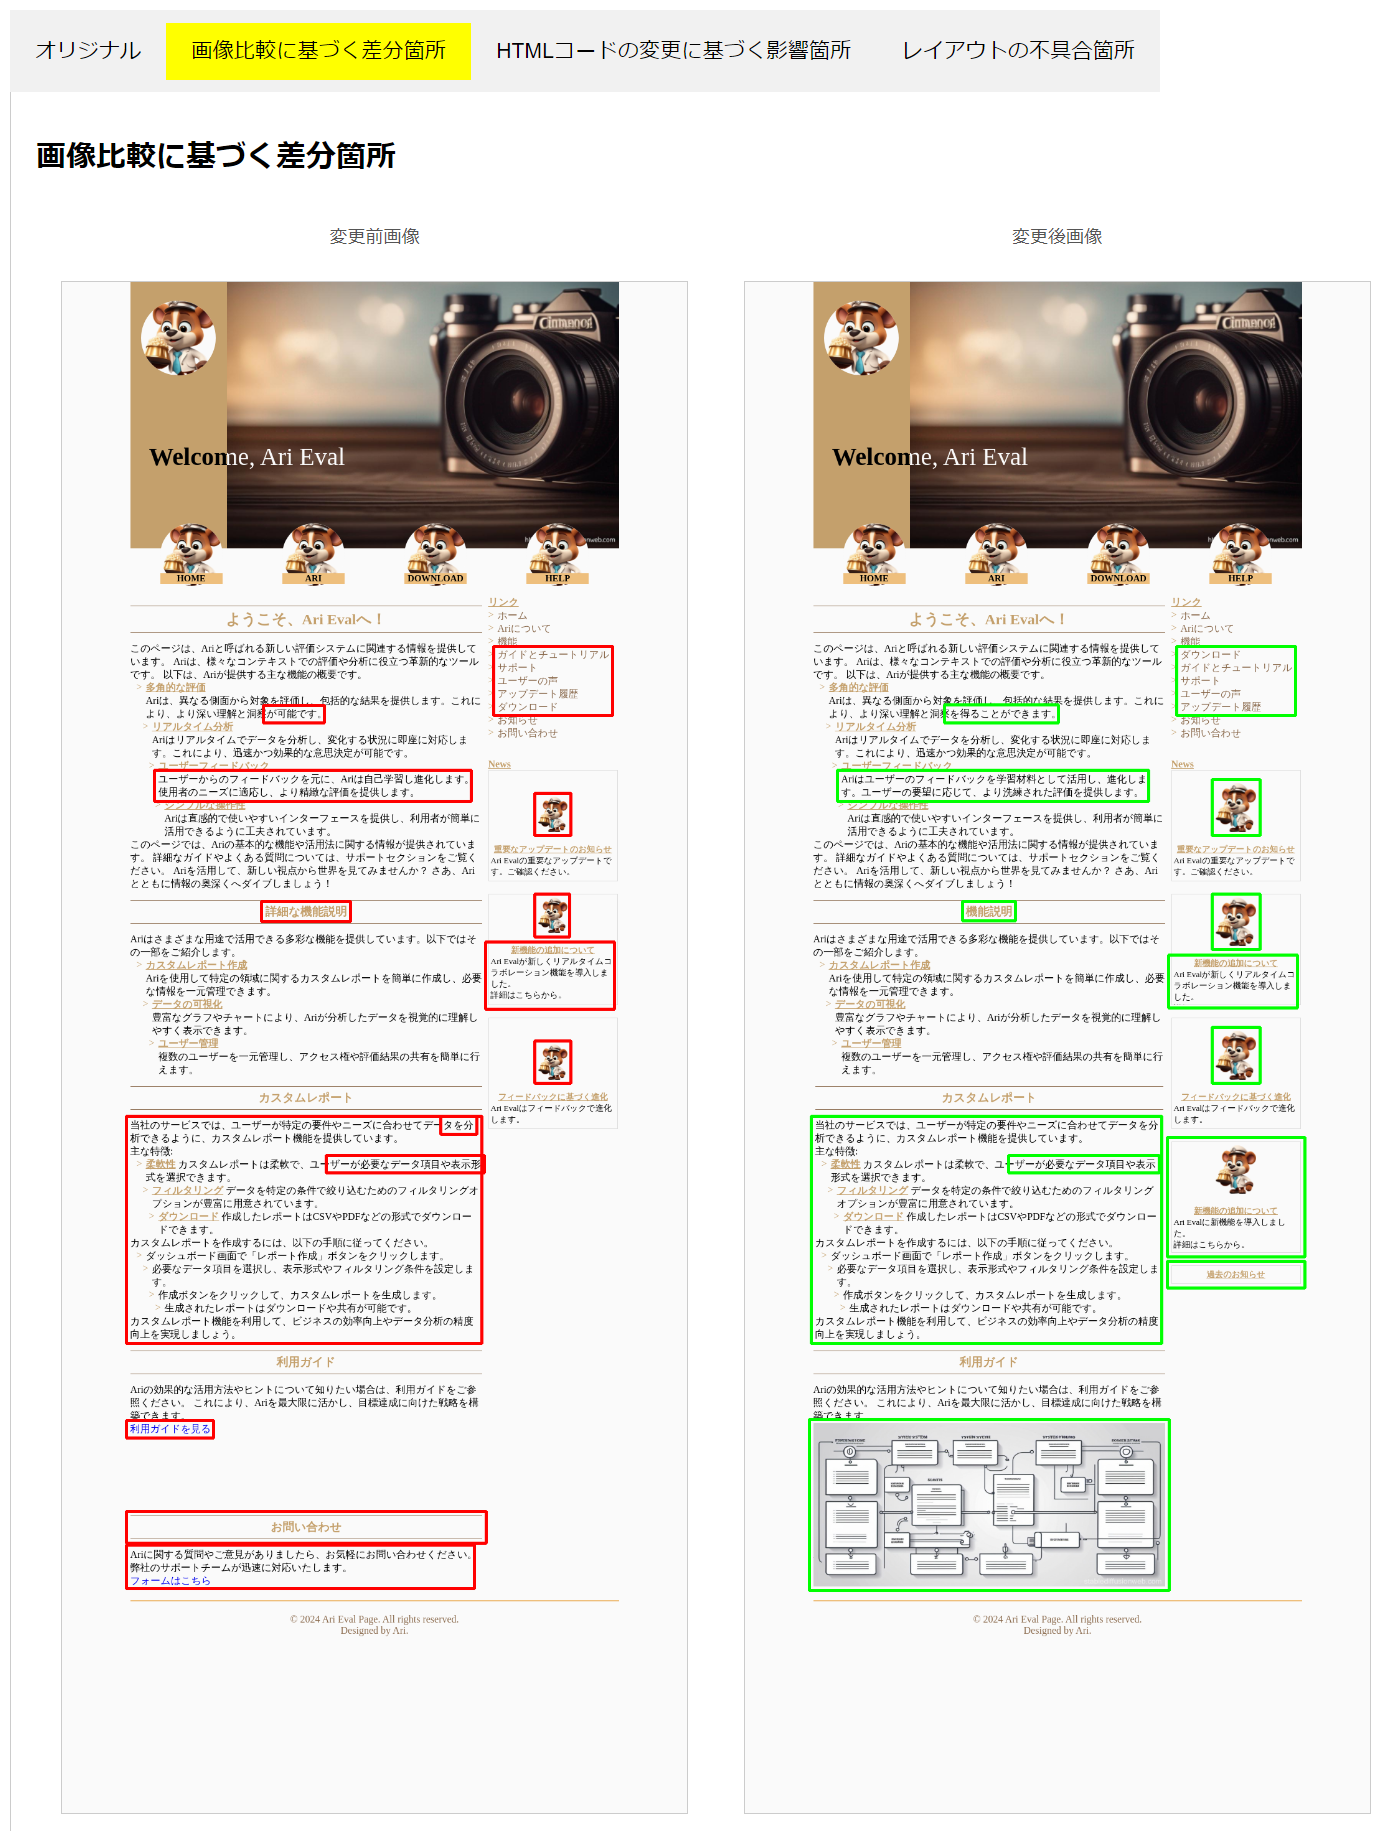 オリジナル
画像比較に基づく差分箇所
HTMLコードの変更に基づく影響箇所
レイアウトの不具合箇所
画像比較に基づく差分箇所
変更前画像
Cinnamon
Welcome, Ari Eval
HOME
ARI
DOWNLOAD
HELP
ようこそ、Ari Evalへ！
このページは、Ariと呼ばれる新しい評価システムに関連する情報を提供して
います。 Ariは、様々なコンテキストでの評価や分析に役立つ革新的なツール
です。 以下は、Ariが提供する主な機能の概要です。
> 多角的な評価
Ariは、異なる側面から対象を評価し、包括的な結果を提供します。これに
より、より深い理解と洞察が可能です。
> リアルタイム分析
Ariはリアルタイムでデータを分析し、変化する状況に即座に対応しま
す。これにより、迅速かつ効果的な意思決定が可能です。
> ユーザーフィードバック
ユーザーからのフィードバックを元に、Ariは自己学習し進化します。
使用者のニーズに適応し、より精緻な評価を提供します。
> シンプルな操作性
Ariは直感的で使いやすいインターフェースを提供し、利用者が簡単に
活用できるように工夫されています。
このページでは、Ariの基本的な機能や活用法に関する情報が提供されていま
す。 詳細なガイドやよくある質問については、サポートセクションをご覧く
ださい。 Ariを活用して、新しい視点から世界を見てみませんか？ さあ、Ari
とともに情報の奥深くへダイブしましょう！
詳細な機能説明
Ariはさまざまな用途で活用できる多彩な機能を提供しています。以下ではそ
の一部をご紹介します。
> カスタムレポート作成
Ariを使用して特定の領域に関するカスタムレポートを簡単に作成し、必要
な情報を一元管理できます。
> データの可視化
豊富なグラフやチャートにより、Ariが分析したデータを視覚的に理解し
やすく表示できます。
> ユーザー管理
複数のユーザーを一元管理し、アクセス権や評価結果の共有を簡単に行
えます。
カスタムレポート
当社のサービスでは、ユーザーが特定の要件やニーズに合わせてデータを分
析できるように、カスタムレポート機能を提供しています。
主な特徴:
> 柔軟性 カスタムレポートは柔軟で、ユーザーが必要なデータ項目や表示形
式を選択できます。
> フィルタリング データを特定の条件で絞り込むためのフィルタリングオ
プションが豊富に用意されています。
> ダウンロード 作成したレポートはCSVやPDFなどの形式でダウンロー
ドできます。
カスタムレポートを作成するには、以下の手順に従ってください。
> ダッシュボード画面で「レポート作成」ボタンをクリックします。
> 必要なデータ項目を選択し、表示形式やフィルタリング条件を設定しま
す。
> 作成ボタンをクリックして、カスタムレポートを生成します。
> 生成されたレポートはダウンロードや共有が可能です。
カスタムレポート機能を利用して、ビジネスの効率向上やデータ分析の精度
向上を実現しましょう。
利用ガイド
Ariの効果的な活用方法やヒントについて知りたい場合は、利用ガイドをご参
照ください。 これにより、Ariを最大限に活かし、目標達成に向けた戦略を構
築できます。
利用ガイドを見る
お問い合わせ
Ariに関する質問やご意見がありましたら、お気軽にお問い合わせください。
弊社のサポートチームが迅速に対応いたします。
フォームはこちら
リンク
> ホーム
> Ariについて
> 機能
ガイドとチュートリアル
サポート
ユーザーの声
アップデート履歴
ダウンロード
> お知らせ
> お問い合わせ
News
重要なアップデートのお知らせ
Ari Evalの重要なアップデートで
す。ご確認ください。
新機能の追加について
Ari Evalが新しくリアルタイムコ
ラボレーション機能を導入しま
した。
詳細はこちらから。
フィードバックに基づく進化
Ari Evalはフィードバックで進化
します。
© 2024 Ari Eval Page. All rights reserved.
Designed by Ari.
変更後画像
Cinnamon
Welcome, Ari Eval
HOME
ARI
DOWNLOAD
HELP
ようこそ、Ari Evalへ！
このページは、Ariと呼ばれる新しい評価システムに関連する情報を提供して
います。 Ariは、様々なコンテキストでの評価や分析に役立つ革新的なツール
です。 以下は、Ariが提供する主な機能の概要です。
> 多角的な評価
Ariは、異なる側面から対象を評価し、包括的な結果を提供します。これに
より、より深い理解と洞察を得ることができます。
> リアルタイム分析
Ariはリアルタイムでデータを分析し、変化する状況に即座に対応しま
す。これにより、迅速かつ効果的な意思決定が可能です。
> ユーザーフィードバック
Ariはユーザーのフィードバックを学習材料として活用し、進化しま
す。ユーザーの要望に応じて、より洗練された評価を提供します。
> シンプルな操作性
Ariは直感的で使いやすいインターフェースを提供し、利用者が簡単に
活用できるように工夫されています。
このページでは、Ariの基本的な機能や活用法に関する情報が提供されていま
す。 詳細なガイドやよくある質問については、サポートセクションをご覧く
ださい。 Ariを活用して、新しい視点から世界を見てみませんか？ さあ、Ari
とともに情報の奥深くへダイブしましょう！
機能説明
Ariはさまざまな用途で活用できる多彩な機能を提供しています。以下ではそ
の一部をご紹介します。
> カスタムレポート作成
Ariを使用して特定の領域に関するカスタムレポートを簡単に作成し、必要
な情報を一元管理できます。
> データの可視化
豊富なグラフやチャートにより、Ariが分析したデータを視覚的に理解し
やすく表示できます。
> ユーザー管理
複数のユーザーを一元管理し、アクセス権や評価結果の共有を簡単に行
えます。
カスタムレポート
当社のサービスでは、ユーザーが特定の要件やニーズに合わせてデータを分
析できるように、カスタムレポート機能を提供しています。
主な特徴:
> 柔軟性 カスタムレポートは柔軟で、ユーザーが必要なデータ項目や表示
形式を選択できます。
> フィルタリング データを特定の条件で絞り込むためのフィルタリング
オプションが豊富に用意されています。
> ダウンロード 作成したレポートはCSVやPDFなどの形式でダウンロー
ドできます。
カスタムレポートを作成するには、以下の手順に従ってください。
> ダッシュボード画面で「レポート作成」ボタンをクリックします。
> 必要なデータ項目を選択し、表示形式やフィルタリング条件を設定しま
す。
> 作成ボタンをクリックして、カスタムレポートを生成します。
> 生成されたレポートはダウンロードや共有が可能です。
カスタムレポート機能を利用して、ビジネスの効率向上やデータ分析の精度
向上を実現しましょう。
利用ガイド
Ariの効果的な活用方法やヒントについて知りたい場合は、利用ガイドをご参
照ください。 これにより、Ariを最大限に活かし、目標達成に向けた戦略を構
築できます
リンク
> ホーム
> Ariについて
> 機能
ダウンロード
ガイドとチュートリアル
サポート
ユーザーの声
アップデート履歴
> お知らせ
> お問い合わせ
News
重要なアップデートのお知らせ
Ari Evalの重要なアップデートで
す。ご確認ください。
新機能の追加について
Ari Evalが新しくリアルタイムコ
ラボレーション機能を導入しま
した。
フィードバックに基づく進化
Ari Evalはフィードバックで進化
します。
新機能の追加について
Ari Evalに新機能を導入しまし
た。
詳細はこちらから。
過去のお知らせ
© 2024 Ari Eval Page. All rights reserved.
Designed by Ari.